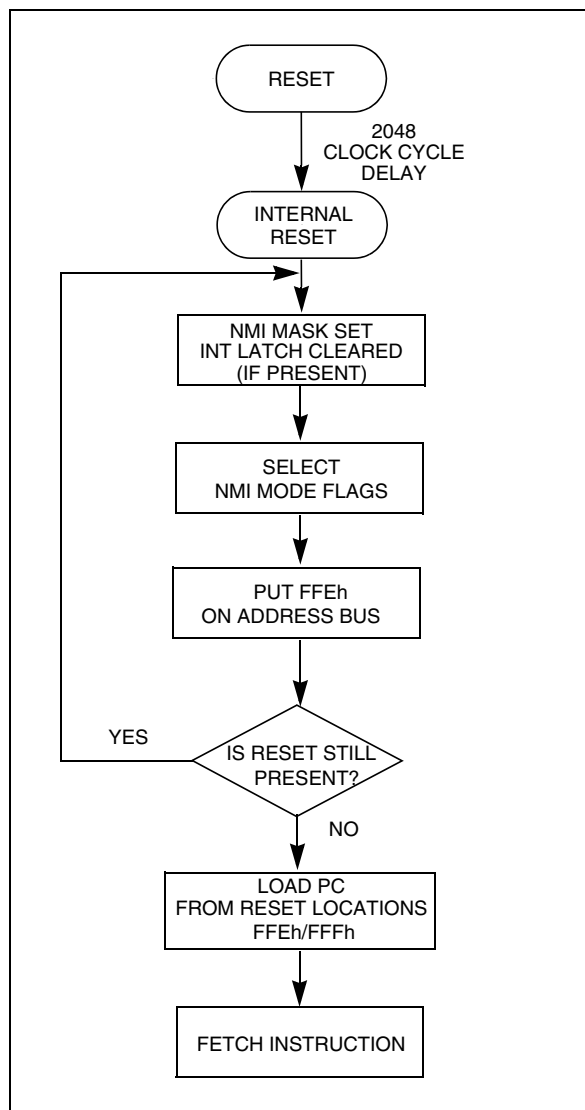 RESET
2048
CLOCK CYCLE
DELAY
INTERNAL
RESET
NMI MASK SET
INT LATCH CLEARED
(IF PRESENT)
SELECT
NMI MODE FLAGS
PUT FFEh
ON ADDRESS BUS
YES
IS RESET STILL
PRESENT?
NO
LOAD PC
FROM RESET LOCATIONS
FFEh/FFFh
FETCH INSTRUCTION